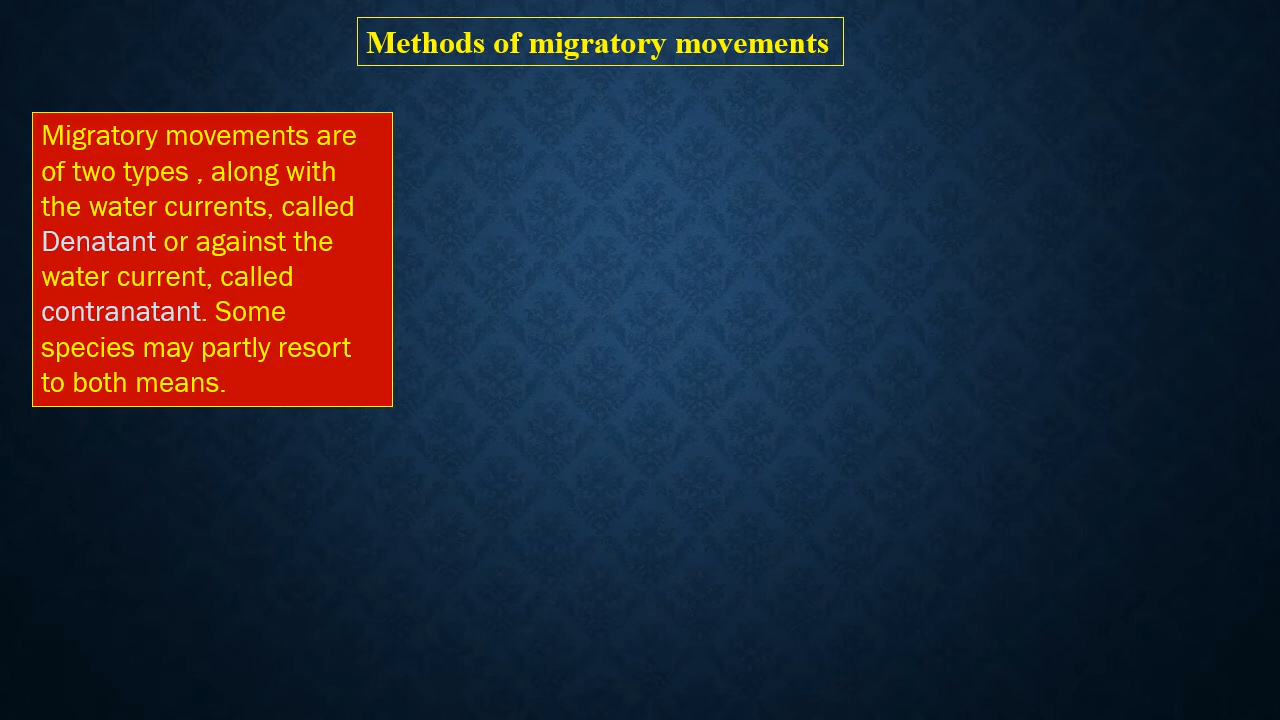 Methods of migratory movements
Migratory movements are
of two types , along with
the water currents, called
Denatant or against the
water current, called
contranatant. Some
species may partly resort
to both means.